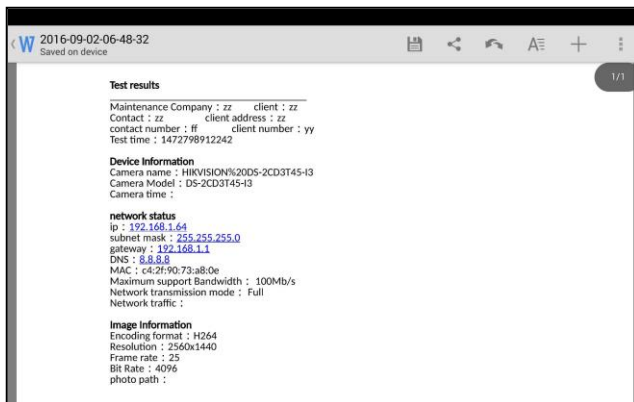 2016-09-02-06-48-32
Saved on device
1/1
Test results
Maintenance Company：zz client：zz
Contact：zz client address：zz
contact number：ff client number：yy
Test time：1472798912242
Device Information
Camera name：HIKVISION%20DS-2CD3T45-I3
Camera Model：DS-2CD3T45-I3
Camera time：
network status
ip：192.168.1.64
subnet mask：255.255.255.0
gateway：192.168.1.1
DNS：8.8.8.8
MAC：c4:2f:90:73:a8:0e
Maximum support Bandwidth：100Mb/s
Network transmission mode：Full
Network traffic：
Image Information
Encoding format：H264
Resolution：2560x1440
Frame rate：25
Bit Rate：4096
photo path：